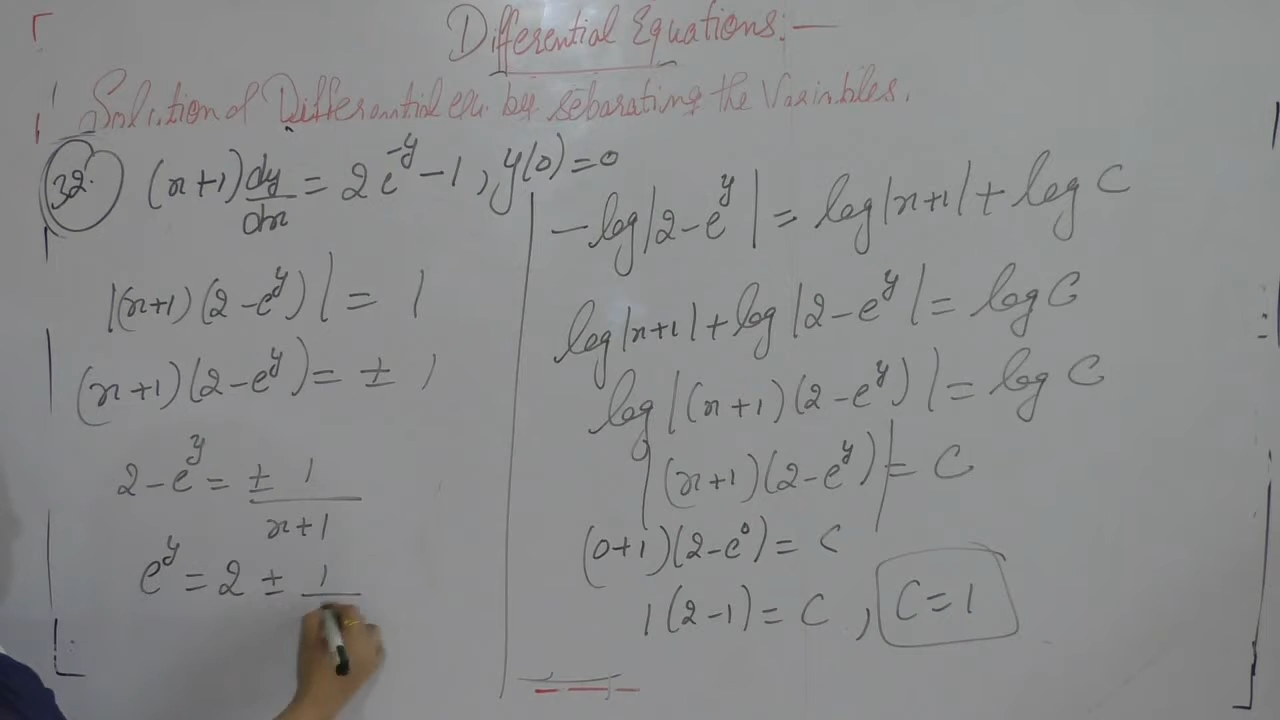 Differential Equations:—
Solution of Differential equ. by separating the Variables.
32. (x+1) dy/dx = 2e^-y - 1, y(0)=0
|(x+1)(2-e^y)| = 1
(x+1)(2-e^y) = ± 1
2-e^y = ± 1/x+1
e^y = 2 ± 1/
-log|2-e^y| = log|x+1| + log C
log|x+1| + log|2-e^y| = log C
log|(x+1)(2-e^y)| = log C
|(x+1)(2-e^y)| = C
(0+1)(2-e^0) = C
1(2-1) = C, C=1